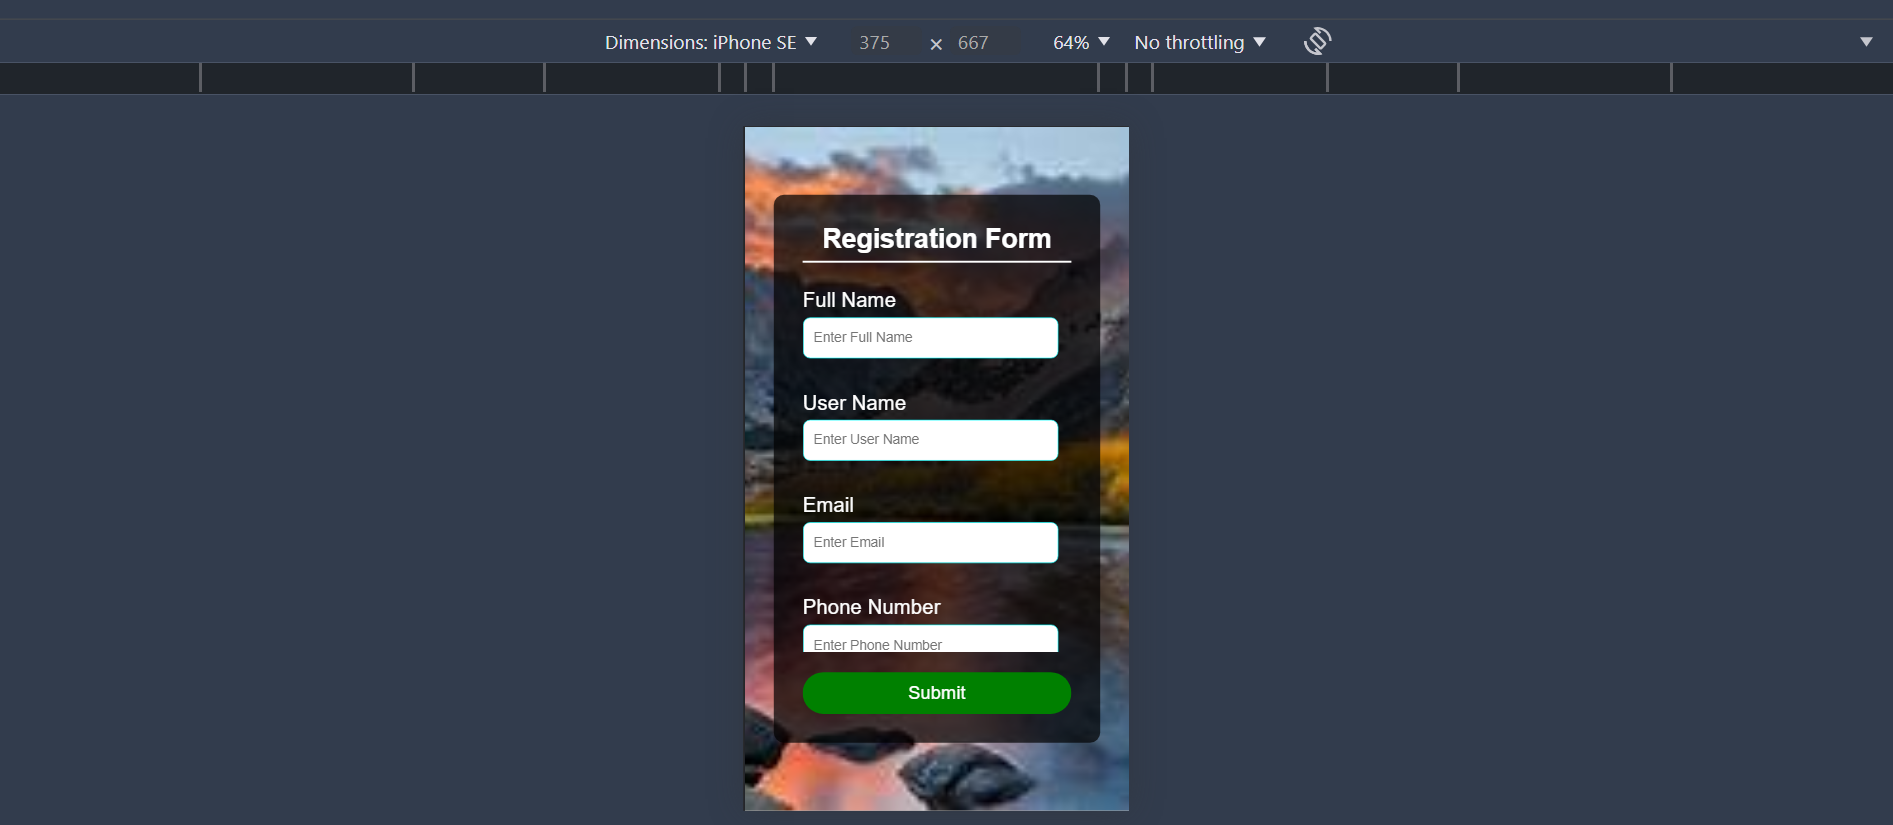 Dimensions: iPhone SE 375 × 667 64% No throttling
Registration Form
Full Name
Enter Full Name
User Name
Enter User Name
Email
Enter Email
Phone Number
Enter Phone Number
Submit